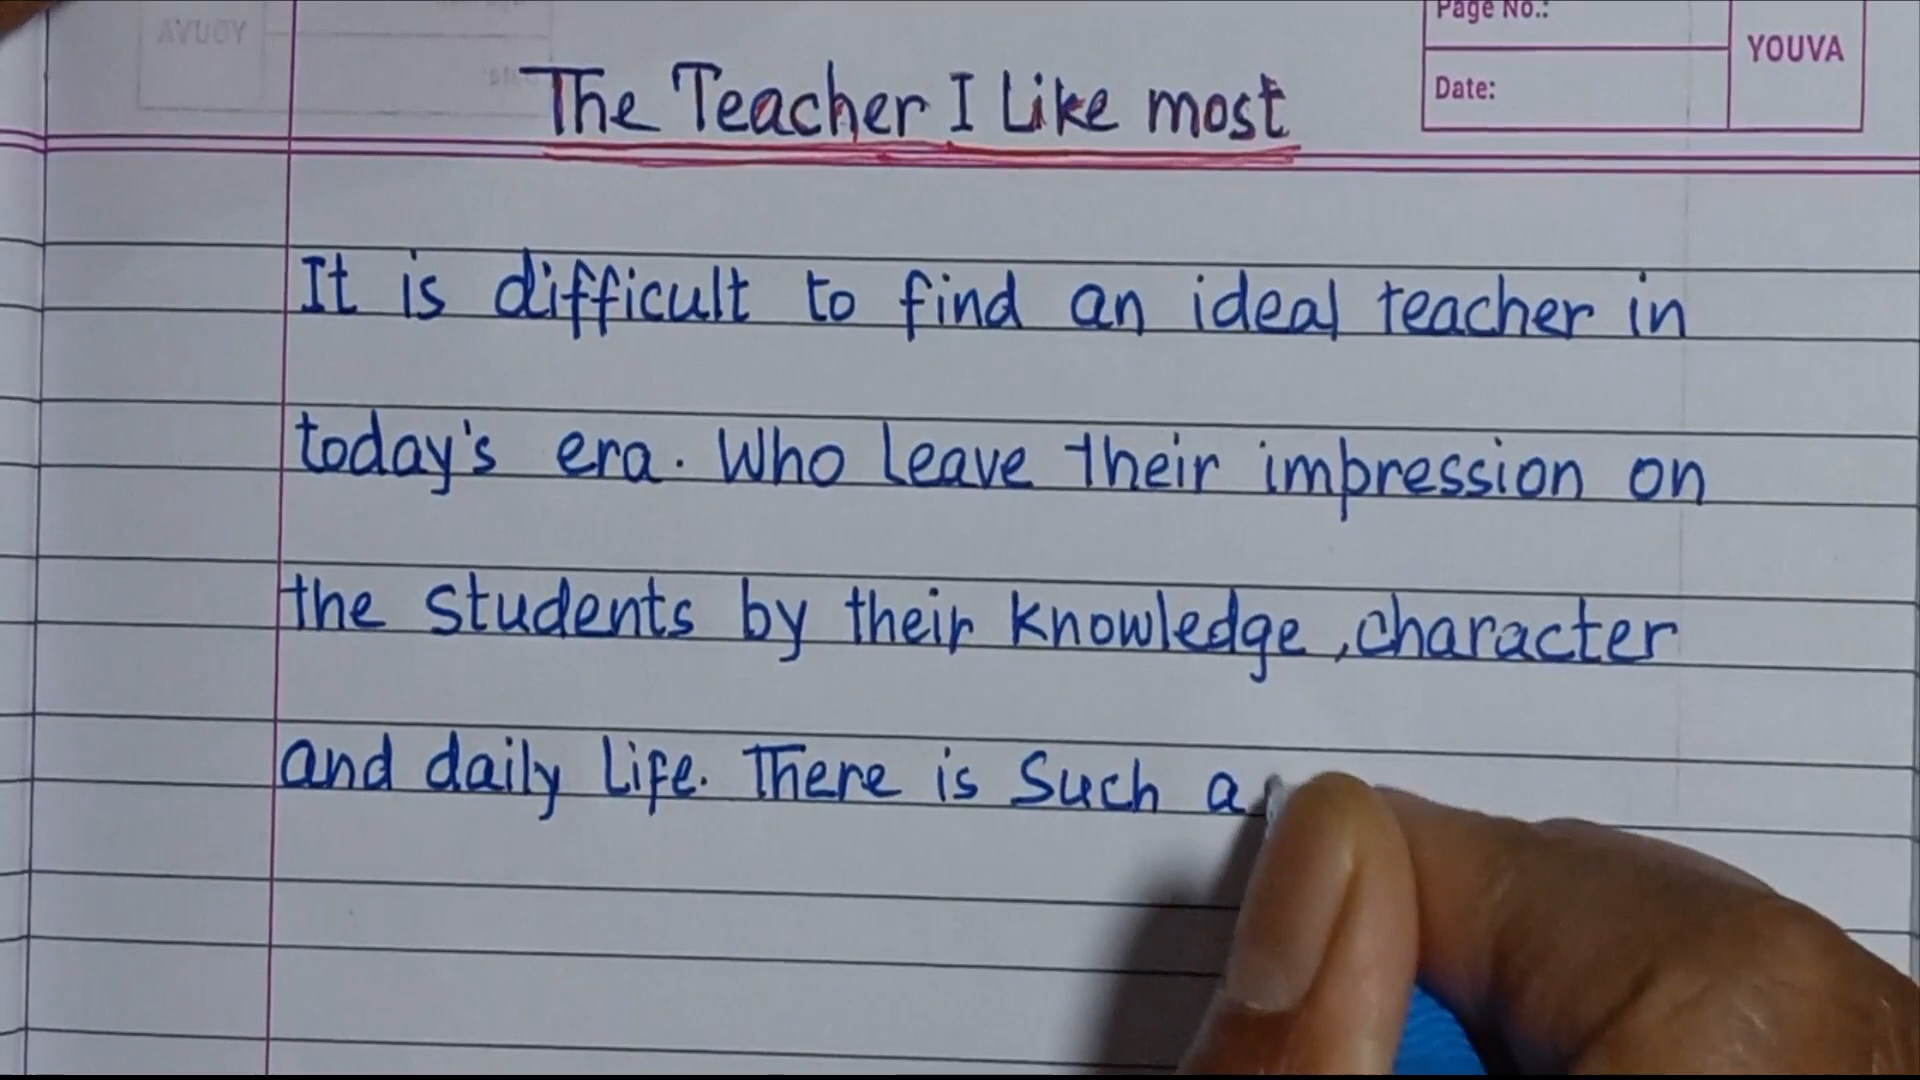 Page No.:
YOUVA
Date:
The Teacher I Like most
It is difficult to find an ideal teacher in
today's era. Who leave their impression on
the students by their knowledge, character
and daily life. There is Such a